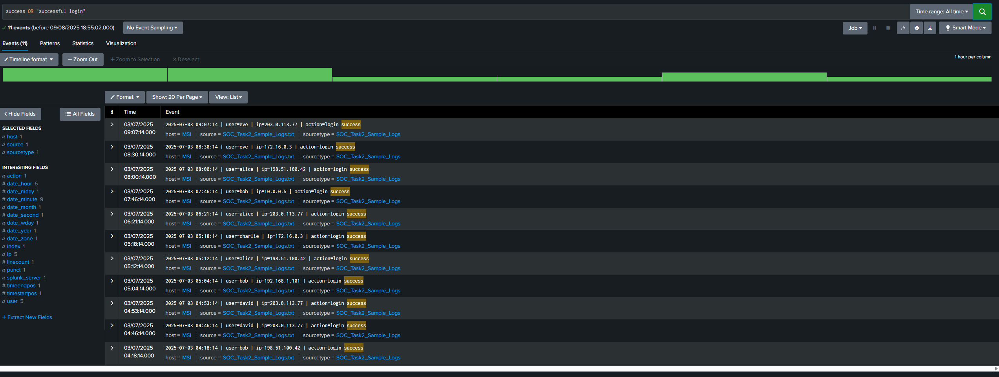 success OR "successful login"
Time range: All time
11 events (before 09/08/2025 18:55:02.000)
No Event Sampling
Job
Smart Mode
Events (11)
Patterns
Statistics
Visualization
Timeline format
— Zoom Out
+ Zoom to Selection
× Deselect
1 hour per column
Format
Show: 20 Per Page
View: List
< Hide Fields
All Fields
i
Time
Event
SELECTED FIELDS
a host 1
a source 1
a sourcetype 1
INTERESTING FIELDS
a action 1
# date_hour 6
# date_mday 1
# date_minute 9
a date_month 1
# date_second 1
a date_wday 1
# date_year 1
a date_zone 1
a index 1
a ip 5
# linecount 1
a punct 1
a splunk_server 1
# timeendpos 1
# timestartpos 1
a user 5
+ Extract New Fields
03/07/2025
09:07:14.000
2025-07-03 09:07:14 | user=eve | ip=203.0.113.77 | action=login success
host = MSI source = SOC_Task2_Sample_Logs.txt sourcetype = SOC_Task2_Sample_Logs
03/07/2025
08:30:14.000
2025-07-03 08:30:14 | user=eve | ip=172.16.0.3 | action=login success
host = MSI source = SOC_Task2_Sample_Logs.txt sourcetype = SOC_Task2_Sample_Logs
03/07/2025
08:00:14.000
2025-07-03 08:00:14 | user=alice | ip=198.51.100.42 | action=login success
host = MSI source = SOC_Task2_Sample_Logs.txt sourcetype = SOC_Task2_Sample_Logs
03/07/2025
07:46:14.000
2025-07-03 07:46:14 | user=bob | ip=10.0.0.5 | action=login success
host = MSI source = SOC_Task2_Sample_Logs.txt sourcetype = SOC_Task2_Sample_Logs
03/07/2025
06:21:14.000
2025-07-03 06:21:14 | user=alice | ip=203.0.113.77 | action=login success
host = MSI source = SOC_Task2_Sample_Logs.txt sourcetype = SOC_Task2_Sample_Logs
03/07/2025
05:18:14.000
2025-07-03 05:18:14 | user=charlie | ip=172.16.0.3 | action=login success
host = MSI source = SOC_Task2_Sample_Logs.txt sourcetype = SOC_Task2_Sample_Logs
03/07/2025
05:12:14.000
2025-07-03 05:12:14 | user=alice | ip=198.51.100.42 | action=login success
host = MSI source = SOC_Task2_Sample_Logs.txt sourcetype = SOC_Task2_Sample_Logs
03/07/2025
05:04:14.000
2025-07-03 05:04:14 | user=bob | ip=192.168.1.101 | action=login success
host = MSI source = SOC_Task2_Sample_Logs.txt sourcetype = SOC_Task2_Sample_Logs
03/07/2025
04:53:14.000
2025-07-03 04:53:14 | user=david | ip=203.0.113.77 | action=login success
host = MSI source = SOC_Task2_Sample_Logs.txt sourcetype = SOC_Task2_Sample_Logs
03/07/2025
04:46:14.000
2025-07-03 04:46:14 | user=david | ip=203.0.113.77 | action=login success
host = MSI source = SOC_Task2_Sample_Logs.txt sourcetype = SOC_Task2_Sample_Logs
03/07/2025
04:18:14.000
2025-07-03 04:18:14 | user=bob | ip=198.51.100.42 | action=login success
host = MSI source = SOC_Task2_Sample_Logs.txt sourcetype = SOC_Task2_Sample_Logs